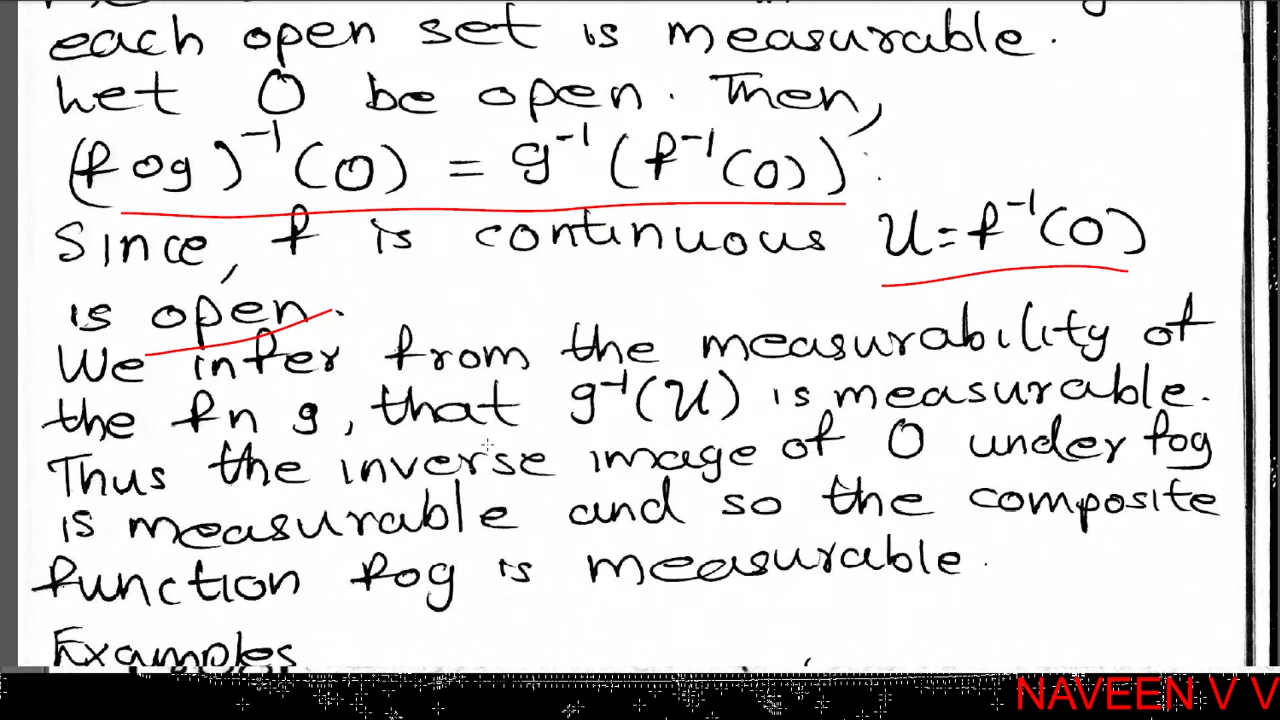 each open set is measurable.
Let O be open. Then,
(fog)⁻¹(O) = g⁻¹(f⁻¹(O)).
Since, f is continuous U=f⁻¹(O)
is open.
We infer from the measurability of
the fn g, that g⁻¹(U) is measurable.
Thus the inverse image of O under fog
is measurable and so the composite
function fog is measurable.
Examples
NAVEEN V V